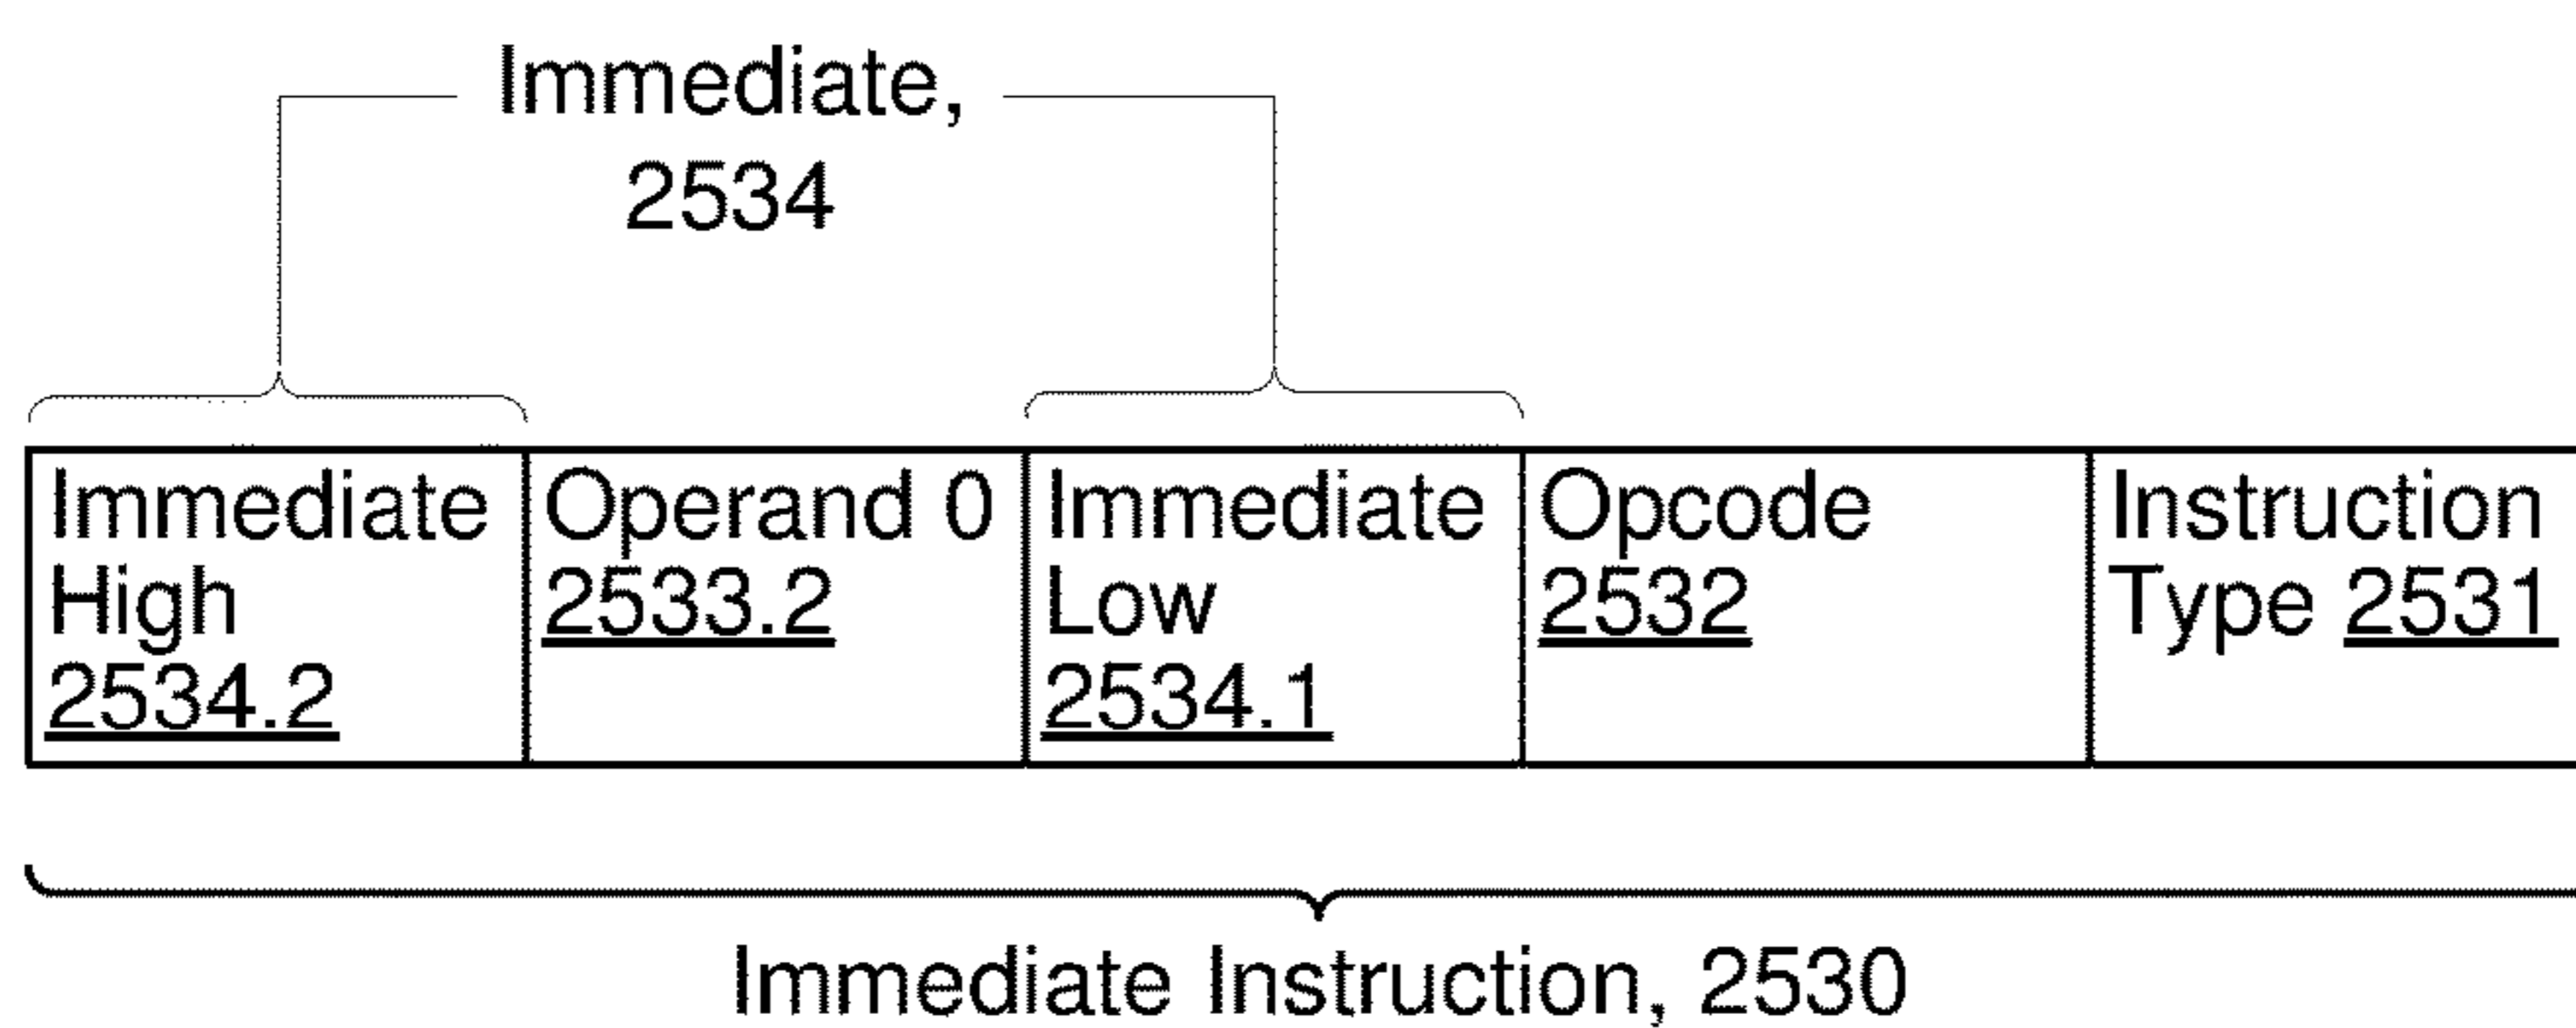 Immediate,
2534
Immediate
High
2534.2
Operand 0
2533.2
Immediate
Low
2534.1
Opcode
2532
Instruction
Type 2531
Immediate Instruction, 2530